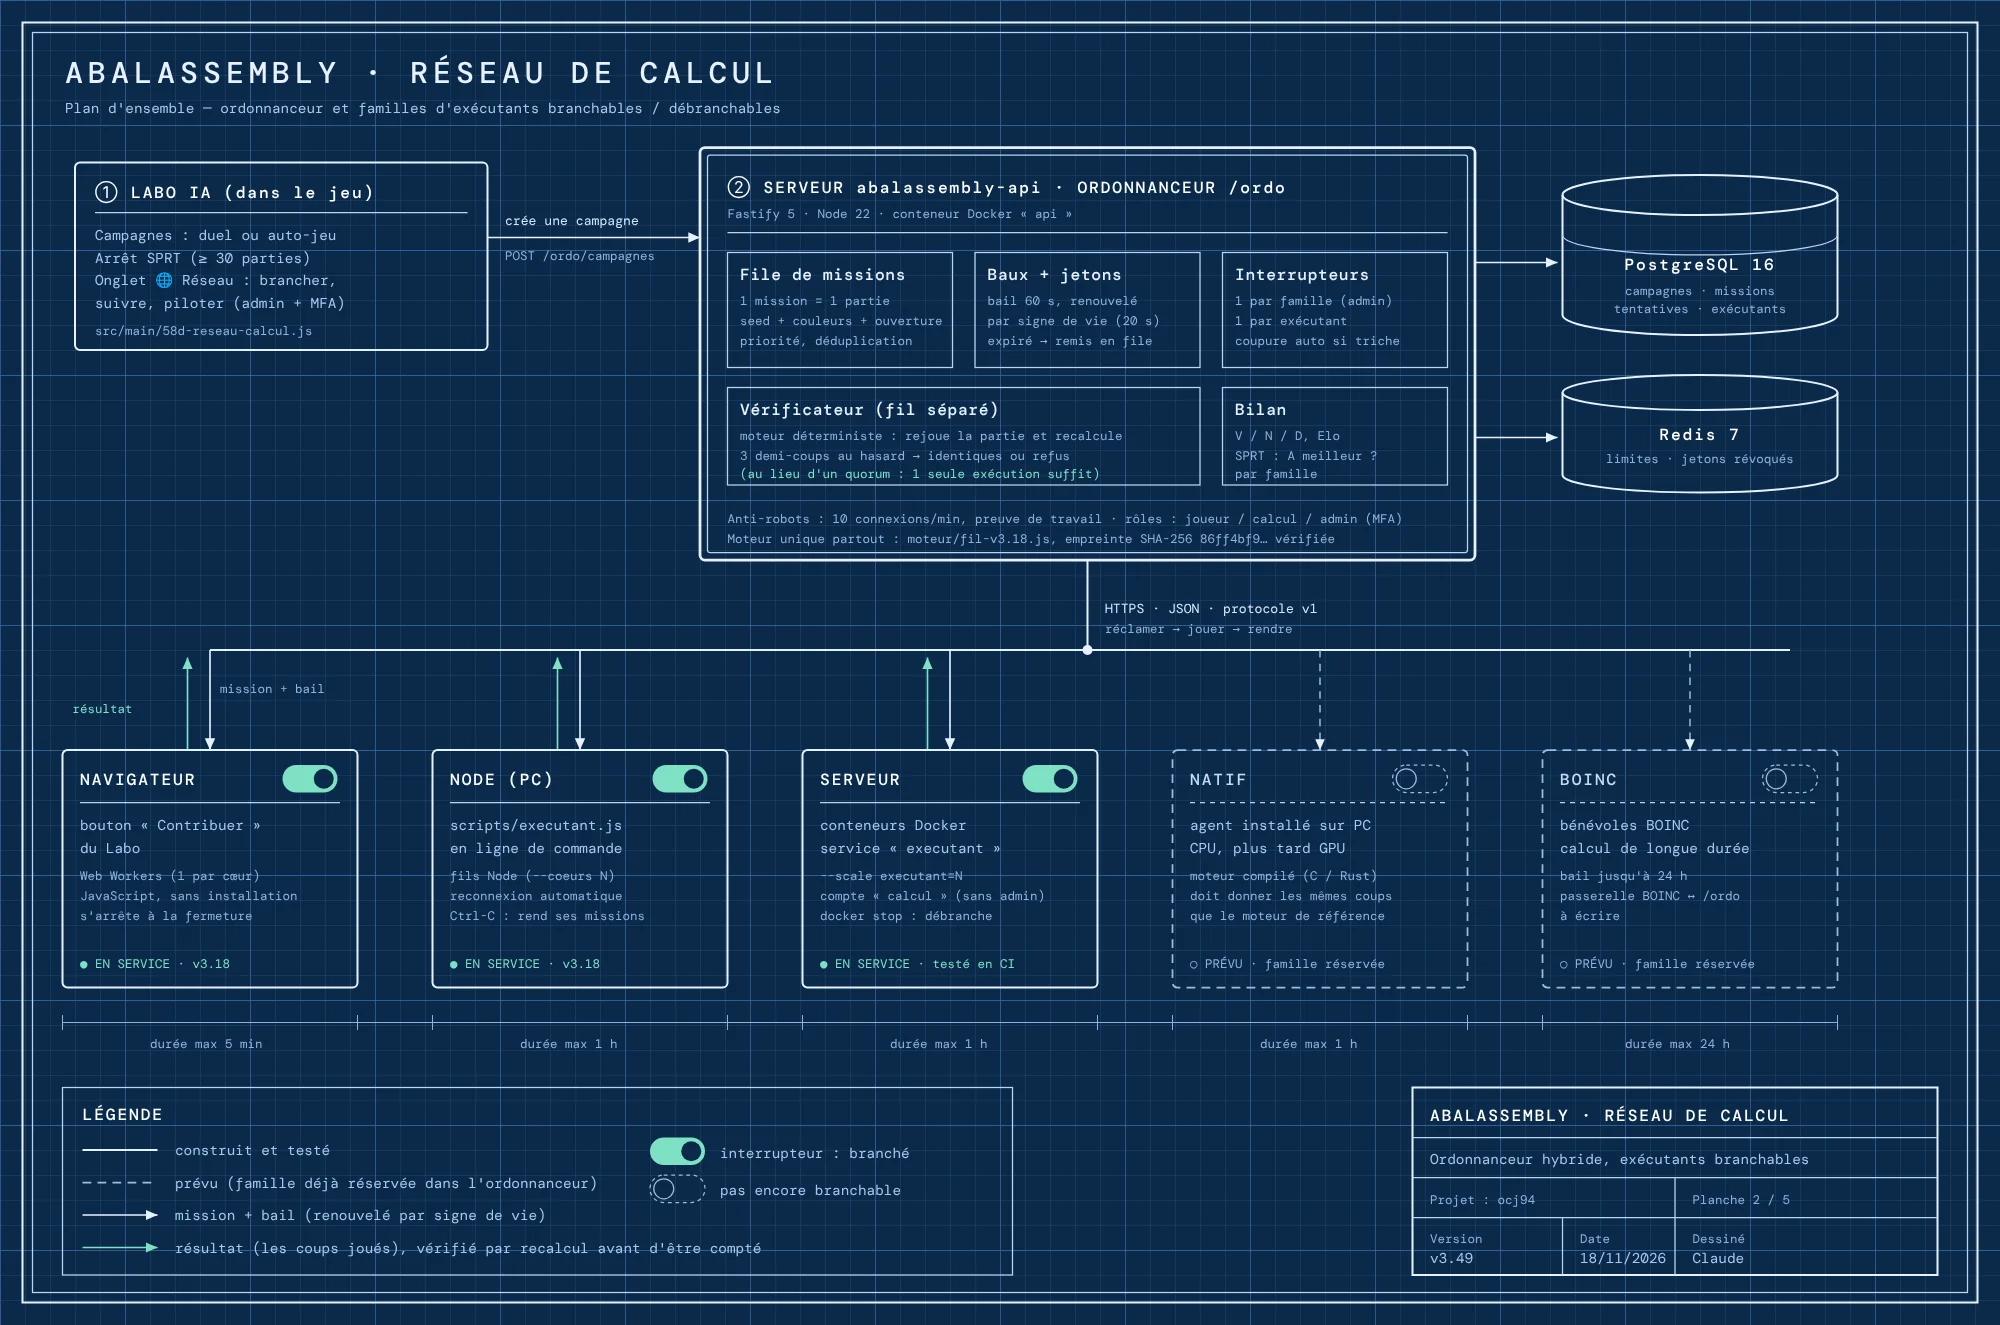 ABALASSEMBLY · RÉSEAU DE CALCUL
Plan d'ensemble — ordonnanceur et familles d'exécutants branchables / débranchables
① LABO IA (dans le jeu)
Campagnes : duel ou auto-jeu
Arrêt SPRT (≥ 30 parties)
Onglet 🌐 Réseau : brancher,
suivre, piloter (admin + MFA)
src/main/58d-reseau-calcul.js
crée une campagne
POST /ordo/campagnes
② SERVEUR abalassembly-api · ORDONNANCEUR /ordo
Fastify 5 · Node 22 · conteneur Docker « api »
File de missions
1 mission = 1 partie
seed + couleurs + ouverture
priorité, déduplication
Baux + jetons
bail 60 s, renouvelé
par signe de vie (20 s)
expiré → remis en file
Interrupteurs
1 par famille (admin)
1 par exécutant
coupure auto si triche
Vérificateur (fil séparé)
moteur déterministe : rejoue la partie et recalcule
3 demi-coups au hasard → identiques ou refus
(au lieu d'un quorum : 1 seule exécution suffit)
Bilan
V / N / D, Elo
SPRT : A meilleur ?
par famille
Anti-robots : 10 connexions/min, preuve de travail · rôles : joueur / calcul / admin (MFA)
Moteur unique partout : moteur/fil-v3.18.js, empreinte SHA-256 86ff4bf9… vérifiée
PostgreSQL 16
campagnes · missions
tentatives · exécutants
Redis 7
limites · jetons révoqués
HTTPS · JSON · protocole v1
réclamer → jouer → rendre
mission + bail
résultat
NAVIGATEUR
bouton « Contribuer »
du Labo
Web Workers (1 par cœur)
JavaScript, sans installation
s'arrête à la fermeture
● EN SERVICE · v3.18
NODE (PC)
scripts/executant.js
en ligne de commande
fils Node (--coeurs N)
reconnexion automatique
Ctrl-C : rend ses missions
● EN SERVICE · v3.18
SERVEUR
conteneurs Docker
service « executant »
--scale executant=N
compte « calcul » (sans admin)
docker stop : débranche
● EN SERVICE · testé en CI
NATIF
agent installé sur PC
CPU, plus tard GPU
moteur compilé (C / Rust)
doit donner les mêmes coups
que le moteur de référence
○ PRÉVU · famille réservée
BOINC
bénévoles BOINC
calcul de longue durée
bail jusqu'à 24 h
passerelle BOINC ↔ /ordo
à écrire
○ PRÉVU · famille réservée
durée max 5 min
durée max 1 h
durée max 1 h
durée max 1 h
durée max 24 h
LÉGENDE
construit et testé
prévu (famille déjà réservée dans l'ordonnanceur)
mission + bail (renouvelé par signe de vie)
résultat (les coups joués), vérifié par recalcul avant d'être compté
interrupteur : branché
pas encore branchable
ABALASSEMBLY · RÉSEAU DE CALCUL
Ordonnanceur hybride, exécutants branchables
Projet : ocj94
Planche 2 / 5
Version
v3.49
Date
18/11/2026
Dessiné
Claude